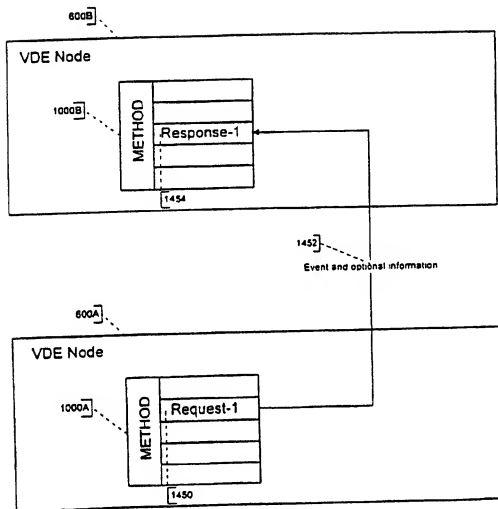 600B
VDE Node
1000B
METHOD
Response-1
1454
1452
Event and optional information
600A
VDE Node
1000A
METHOD
Request-1
1450